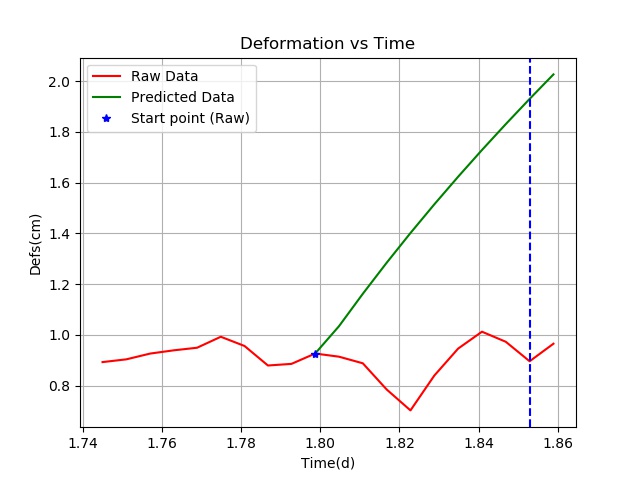 Deformation vs Time
Raw Data
Predicted Data
Start point (Raw)
Defs(cm)
2.0
1.8
1.6
1.4
1.2
1.0
0.8
1.74 1.76 1.78 1.80 1.82 1.84 1.86
Time(d)